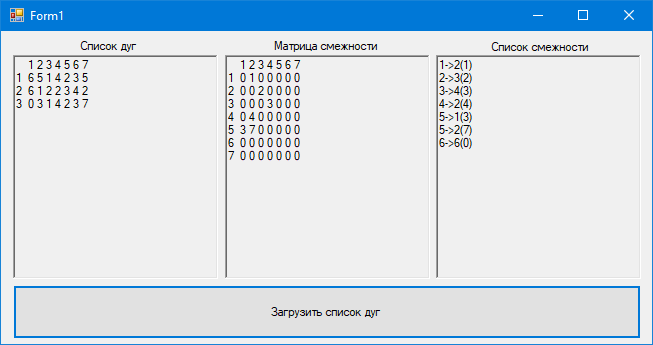 Form1
Список дуг
1 2 3 4 5 6 7
1 6 5 1 4 2 3 5
2 6 1 2 2 3 4 2
3 0 3 1 4 2 3 7
Матрица смежности
1 2 3 4 5 6 7
1 0 1 0 0 0 0 0
2 0 0 2 0 0 0 0
3 0 0 0 3 0 0 0
4 0 4 0 0 0 0 0
5 3 7 0 0 0 0 0
6 0 0 0 0 0 0 0
7 0 0 0 0 0 0 0
Список смежности
1->2(1)
2->3(2)
3->4(3)
4->2(4)
5->1(3)
5->2(7)
6->6(0)
Загрузить список дуг